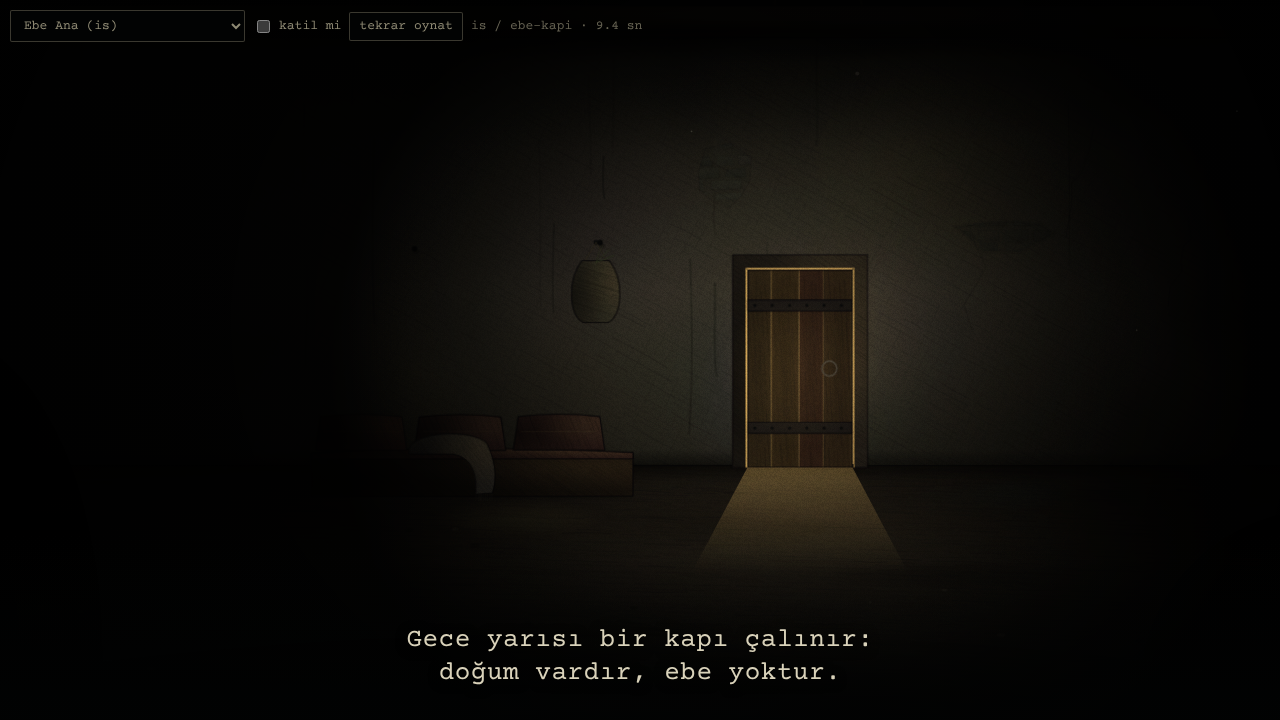 Ebe Ana (is)
katil mi
tekrar oynat
is / ebe-kapi · 9.4 sn
Gece yarısı bir kapı çalınır:
doğum vardır, ebe yoktur.